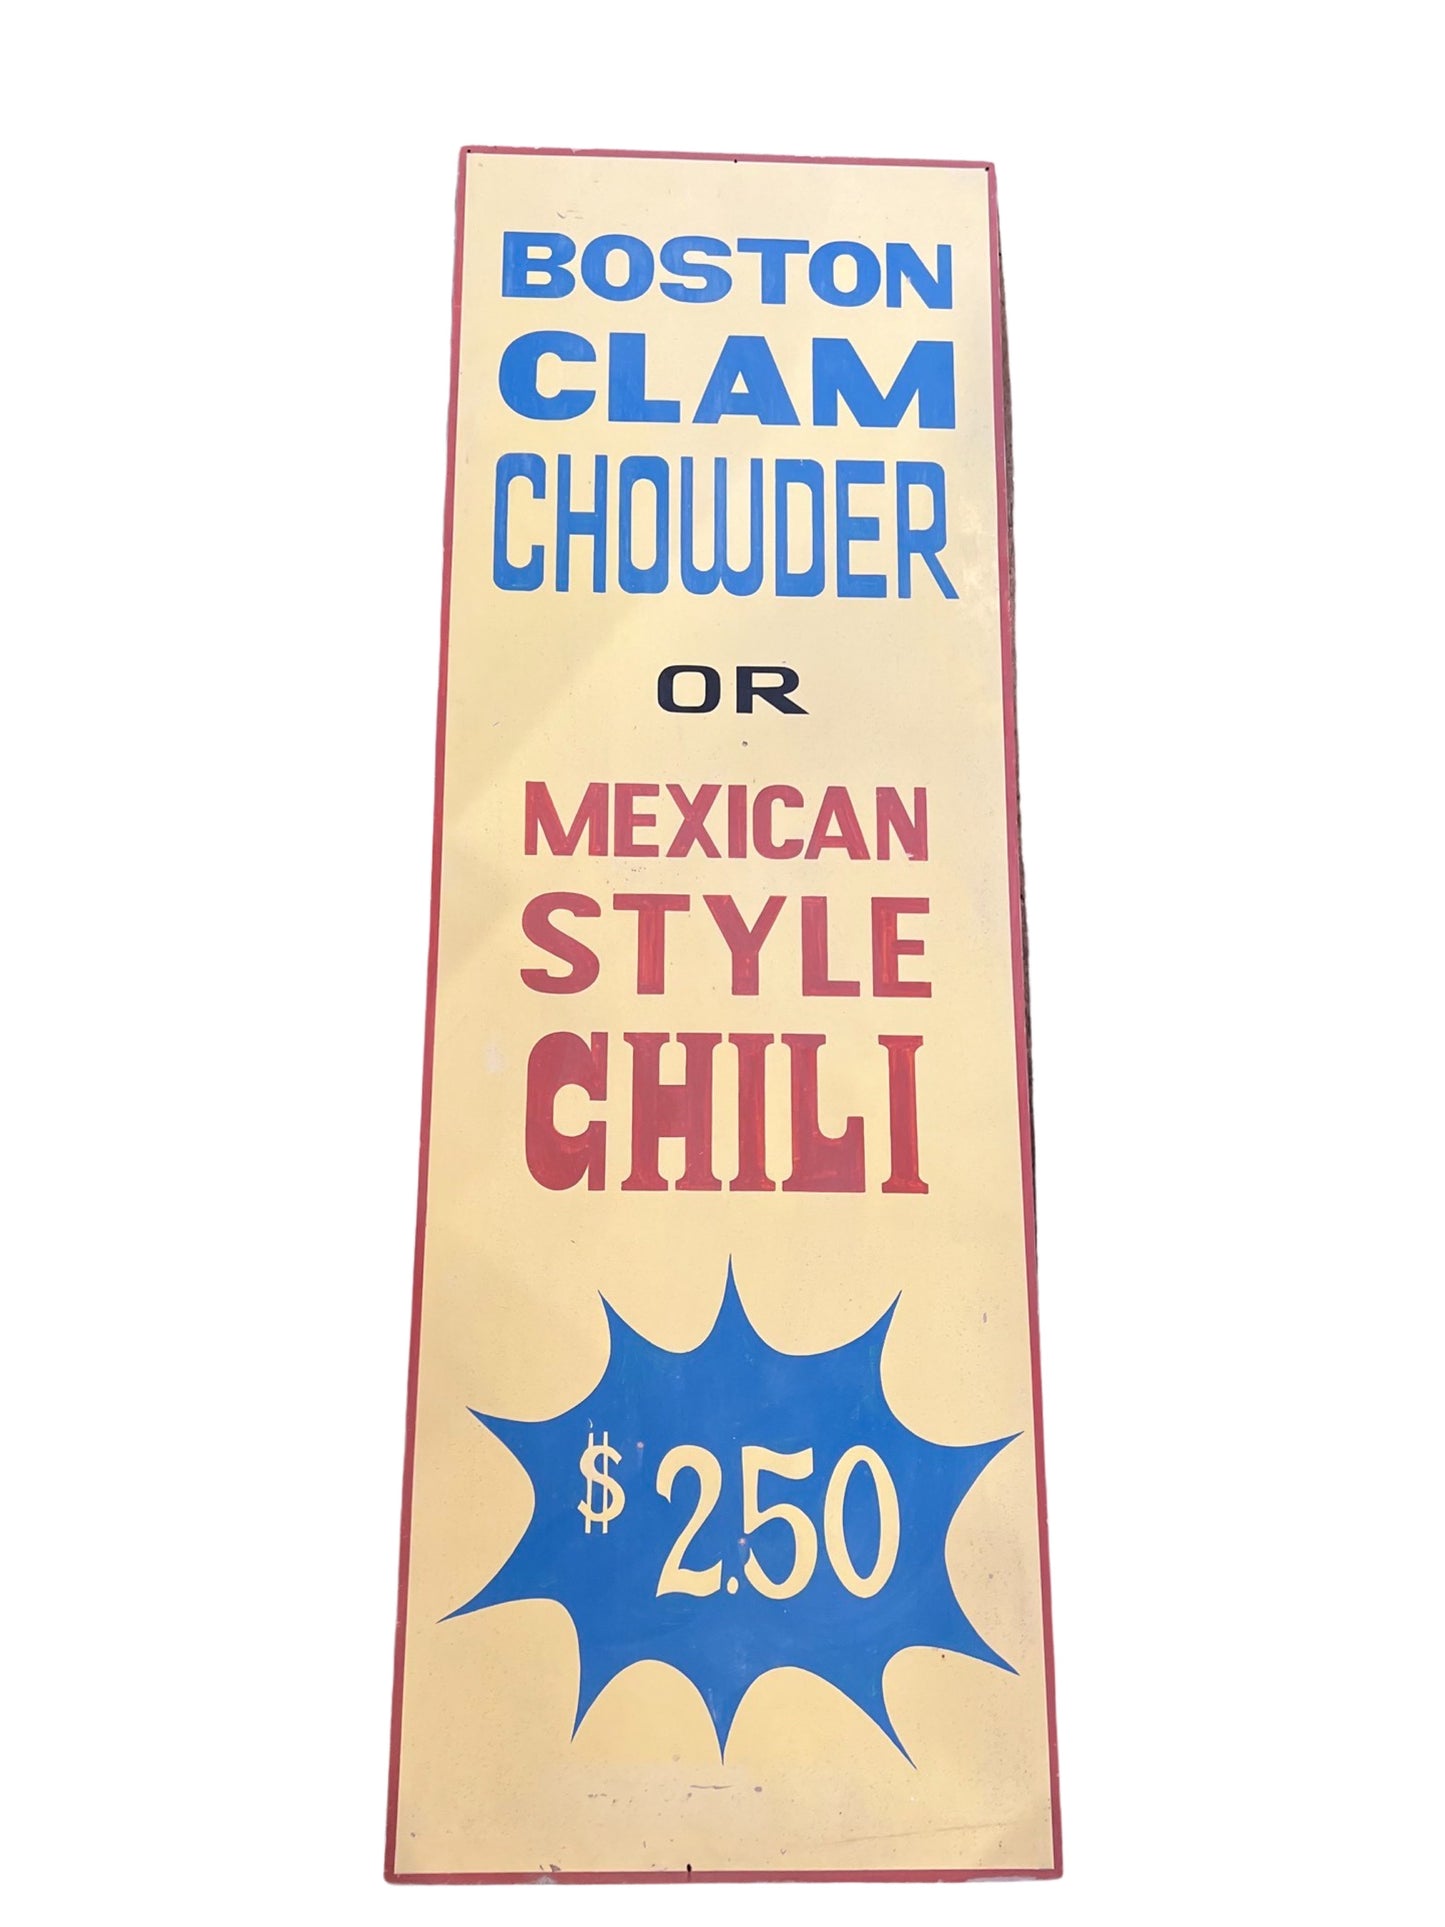 BOSTON
CLAM
CHOWDER
OR
MEXICAN
STYLE
CHILI
$2.50